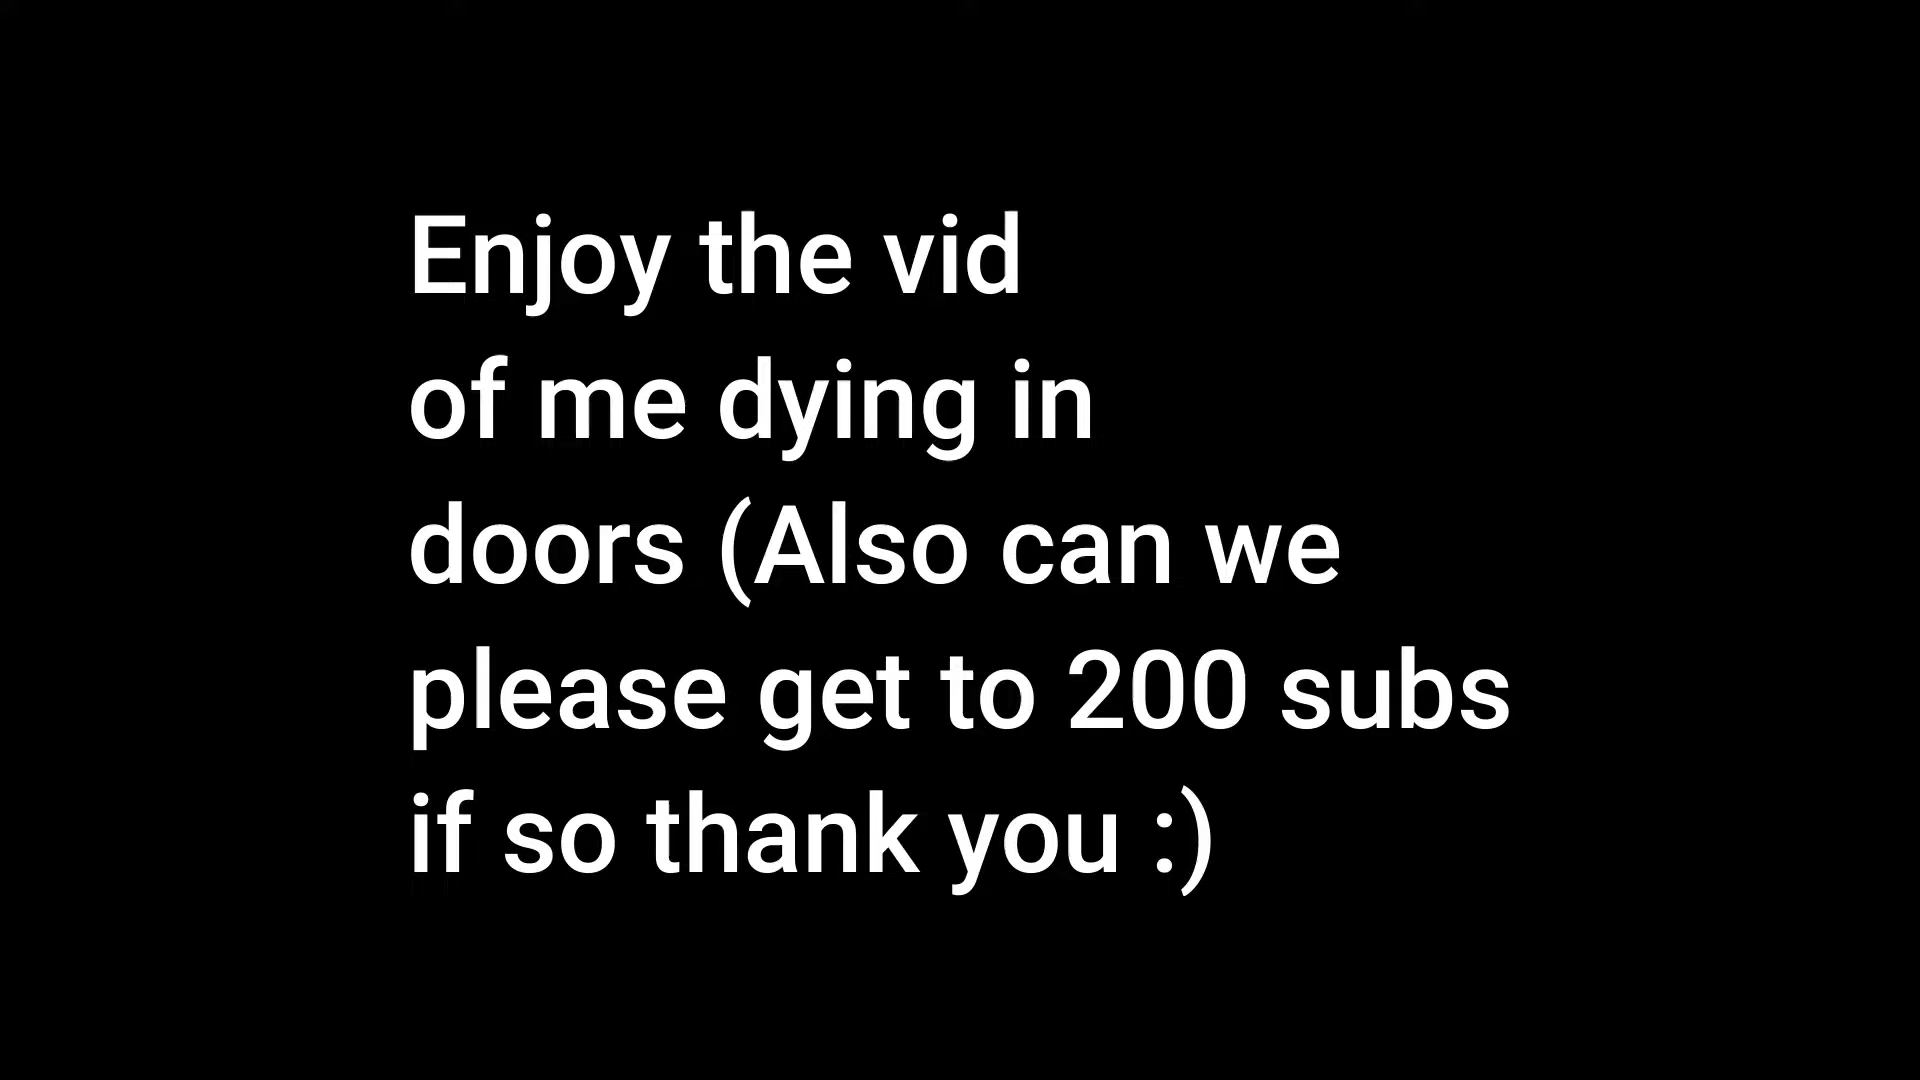 Enjoy the vid
of me dying in
doors (Also can we
please get to 200 subs
if so thank you :)